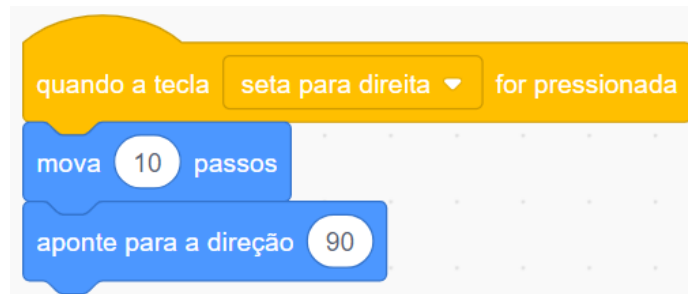 quando a tecla seta para direita for pressionada
mova 10 passos
aponte para a direção 90